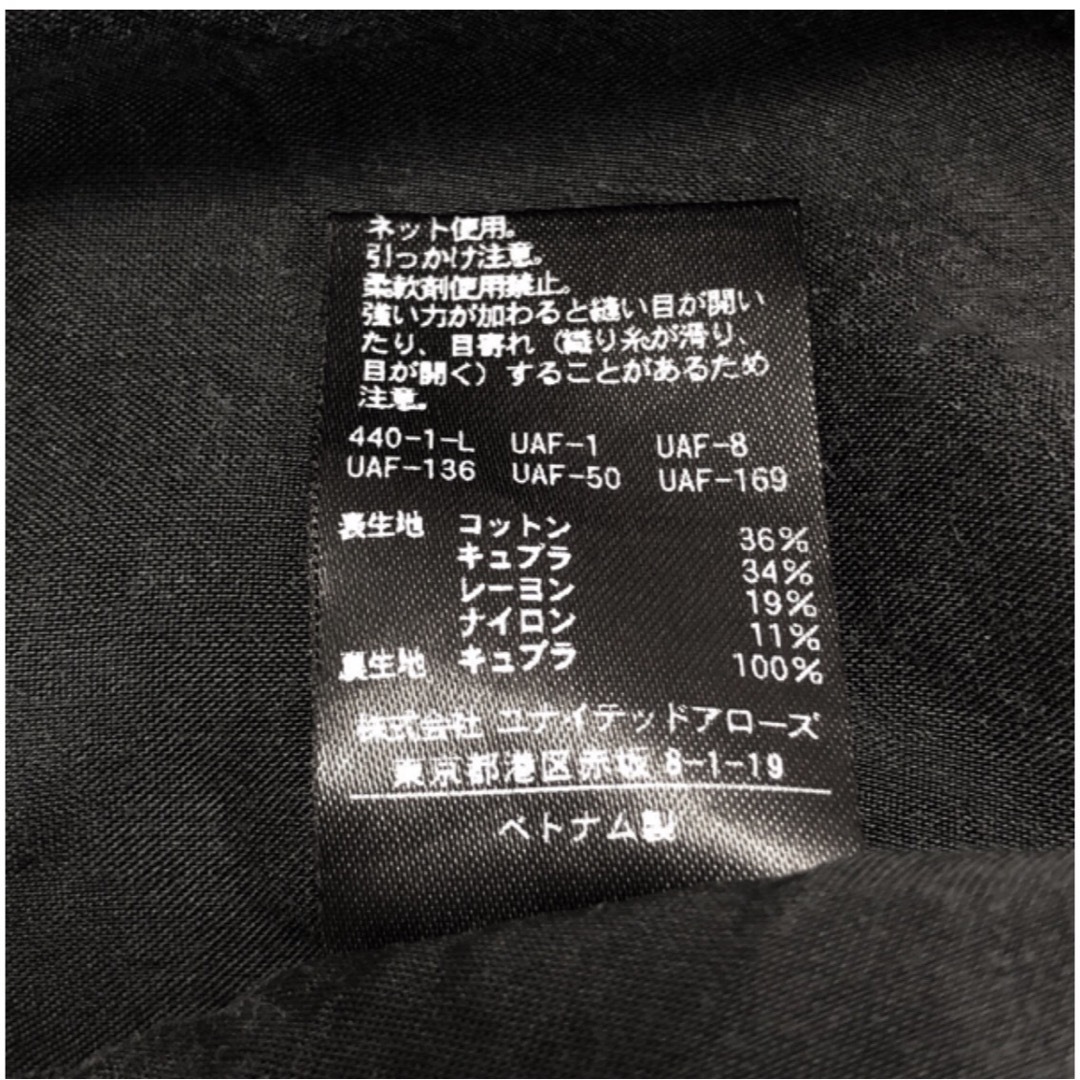 ネット使用。
引っかけ注意。
柔軟剤使用禁止。
強い力が加わると縫い目が開い
たり、目寄れ（織り糸が滑り、
目が開く）することがあるため
注意。
440-1-L UAF-1 UAF-8
UAF-136 UAF-50 UAF-169
表生地 コットン 36%
キュプラ 34%
レーヨン 19%
ナイロン 11%
裏生地 キュプラ 100%
株式会社 ユナイテッドアローズ
東京都港区赤坂 8-1-19
ベトナム製